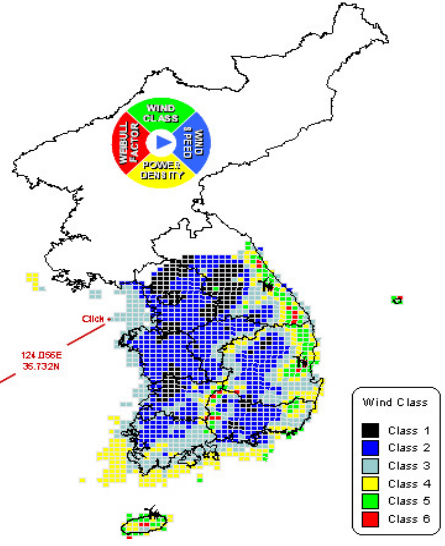 WIND
CLASS
WEIBULL
FACTOR
WIND
SPEED
POWER
DENSITY
Click
124.056E
35.732N
Wind Class
Class 1
Class 2
Class 3
Class 4
Class 5
Class 6